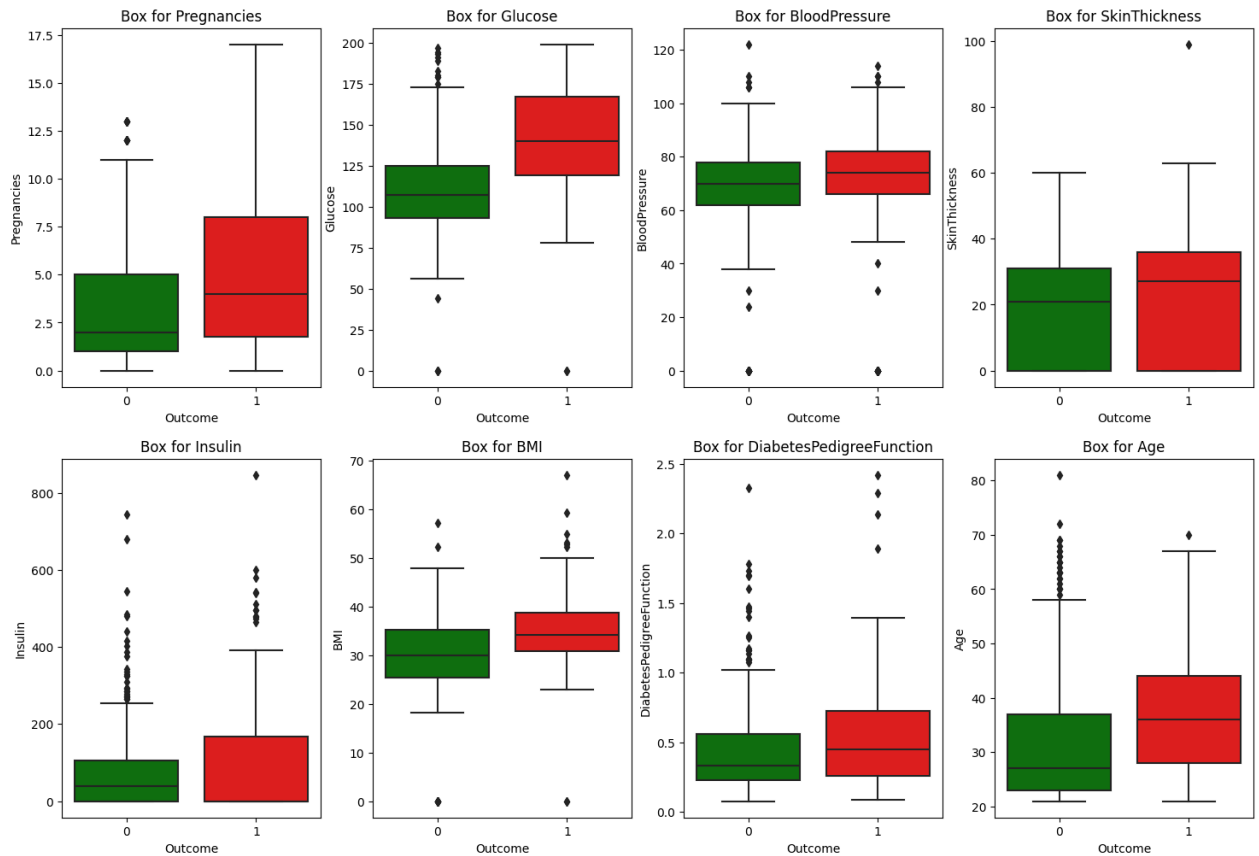 Box for Pregnancies
Pregnancies
17.5
15.0
12.5
10.0
7.5
5.0
2.5
0.0
0 1
Outcome
Box for Glucose
Glucose
200
175
150
125
100
75
50
25
0
0 1
Outcome
Box for BloodPressure
BloodPressure
120
100
80
60
40
20
0
0 1
Outcome
Box for SkinThickness
SkinThickness
100
80
60
40
20
0
0 1
Outcome
Box for Insulin
Insulin
800
600
400
200
0
0 1
Outcome
Box for BMI
BMI
70
60
50
40
30
20
10
0
0 1
Outcome
Box for DiabetesPedigreeFunction
DiabetesPedigreeFunction
2.5
2.0
1.5
1.0
0.5
0.0
0 1
Outcome
Box for Age
Age
80
70
60
50
40
30
20
0 1
Outcome